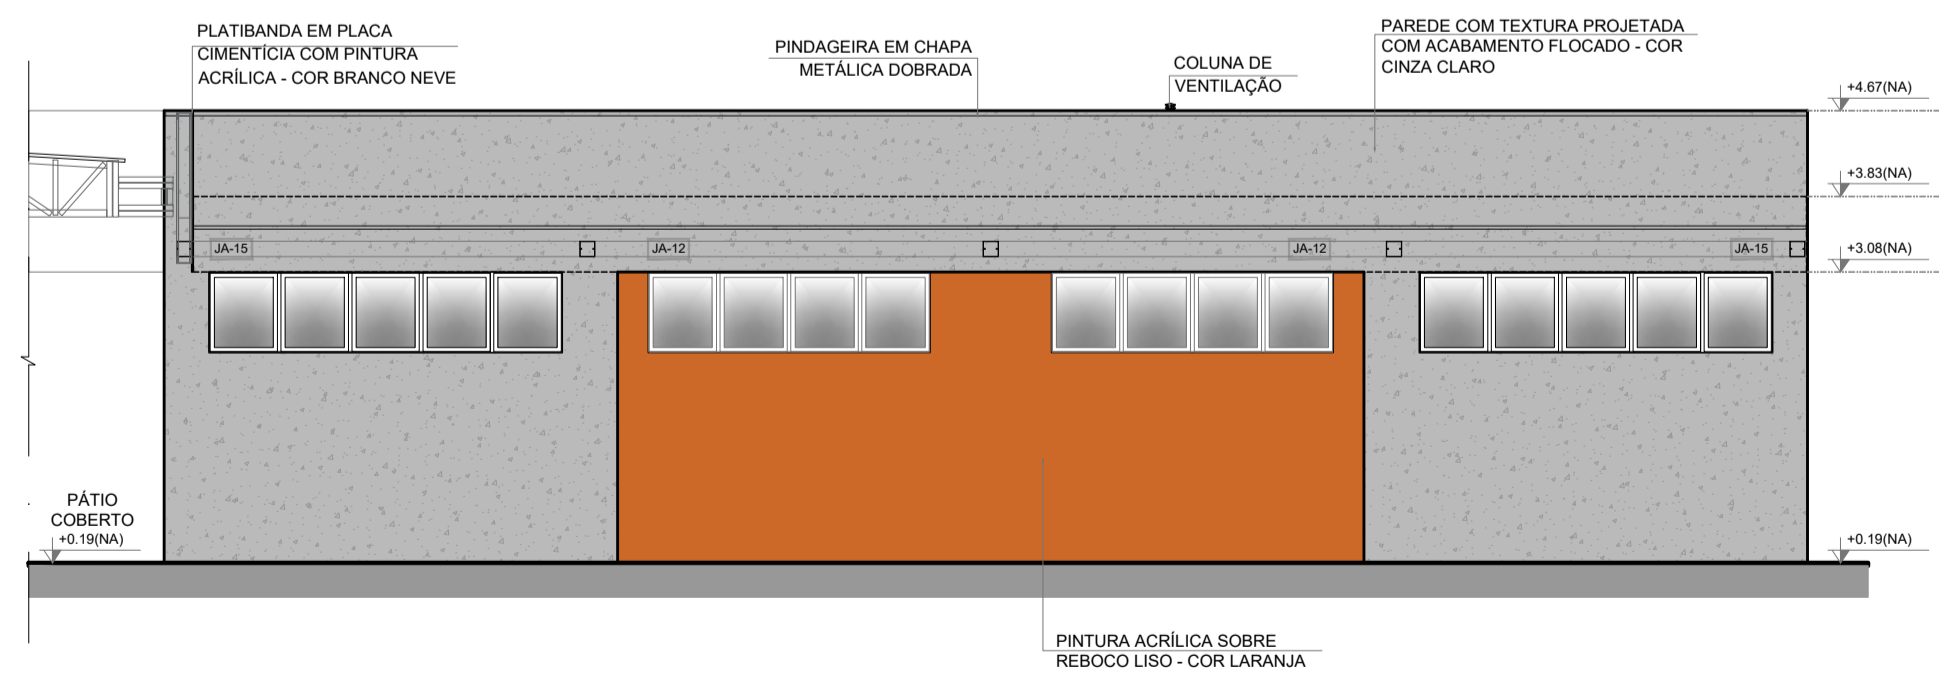 PLATIBANDA EM PLACA
CIMENTÍCIA COM PINTURA
ACRÍLICA - COR BRANCO NEVE
PINDAGEIRA EM CHAPA
METÁLICA DOBRADA
COLUNA DE
VENTILAÇÃO
PAREDE COM TEXTURA PROJETADA
COM ACABAMENTO FLOCADO - COR
CINZA CLARO
+4.67(NA)
+3.83(NA)
+3.08(NA)
JA-15
JA-12
JA-12
JA-15
PÁTIO
COBERTO
+0.19(NA)
+0.19(NA)
PINTURA ACRÍLICA SOBRE
REBOCO LISO - COR LARANJA